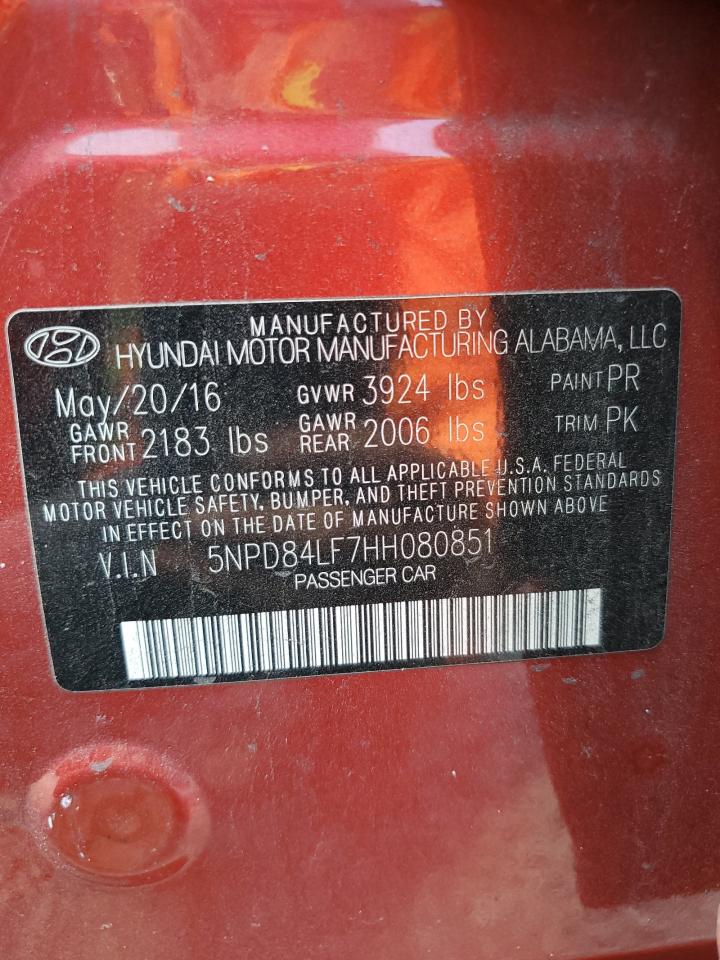 MANUFACTURED BY
HYUNDAI MOTOR MANUFACTURING ALABAMA, LLC
May/20/16 GVWR 3924 lbs PAINT PR
GAWR FRONT 2183 lbs GAWR REAR 2006 lbs TRIM PK
THIS VEHICLE CONFORMS TO ALL APPLICABLE U.S.A. FEDERAL
MOTOR VEHICLE SAFETY, BUMPER, AND THEFT PREVENTION STANDARDS
IN EFFECT ON THE DATE OF MANUFACTURE SHOWN ABOVE
V.I.N 5NPD84LF7HH080851
PASSENGER CAR